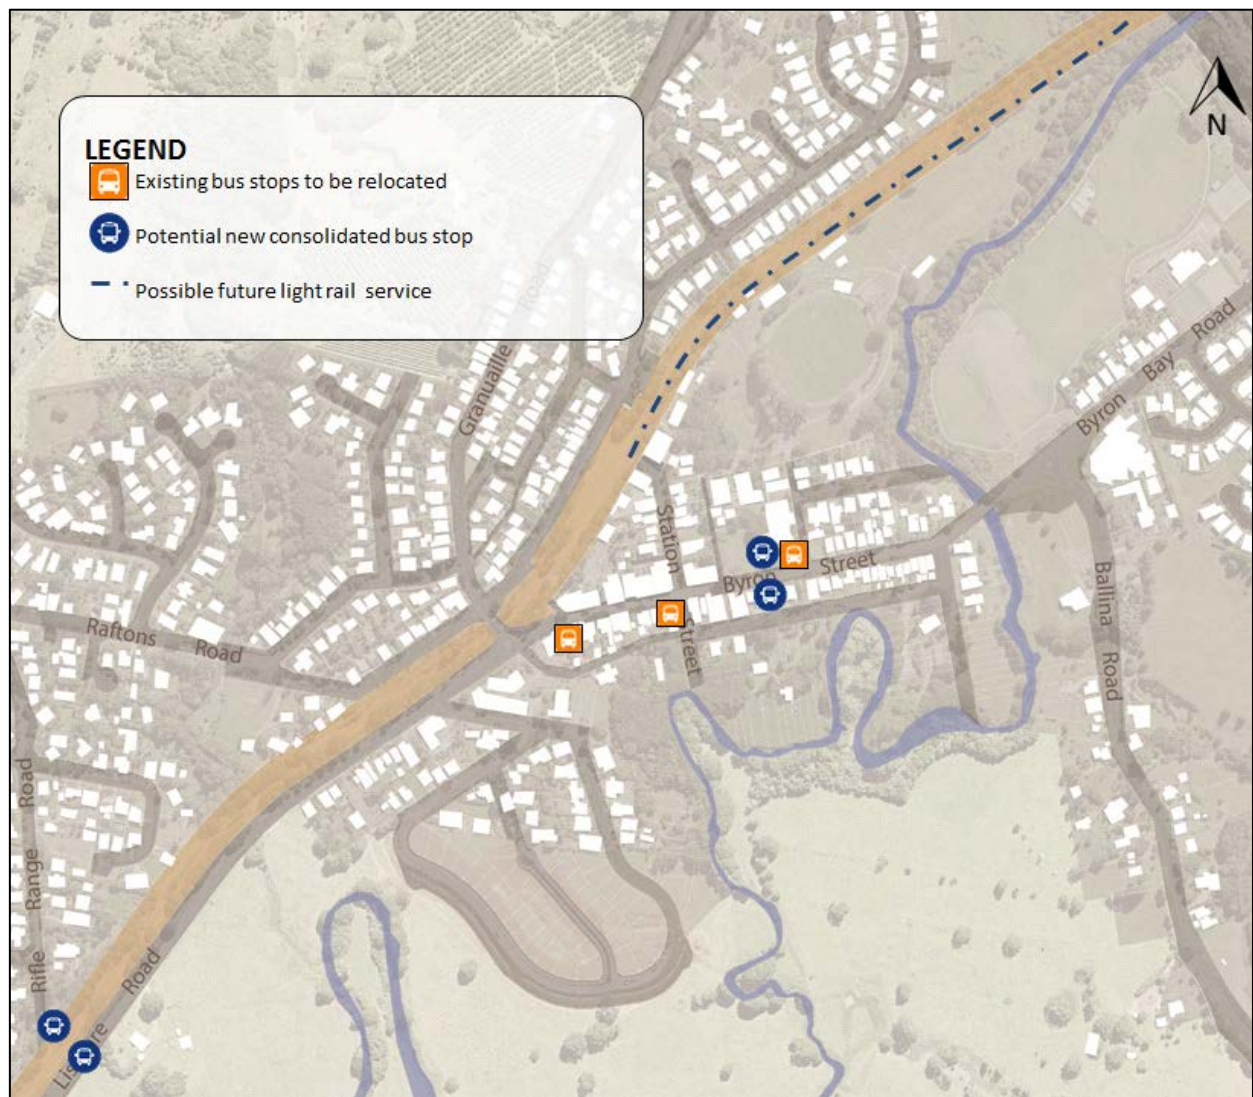 N
LEGEND
Existing bus stops to be relocated
Potential new consolidated bus stop
Possible future light rail service
Granuaille Road
Byron Bay Road
Station Street
Byron Street
Ballina Road
Raftons Road
Rifle Range Road
Road